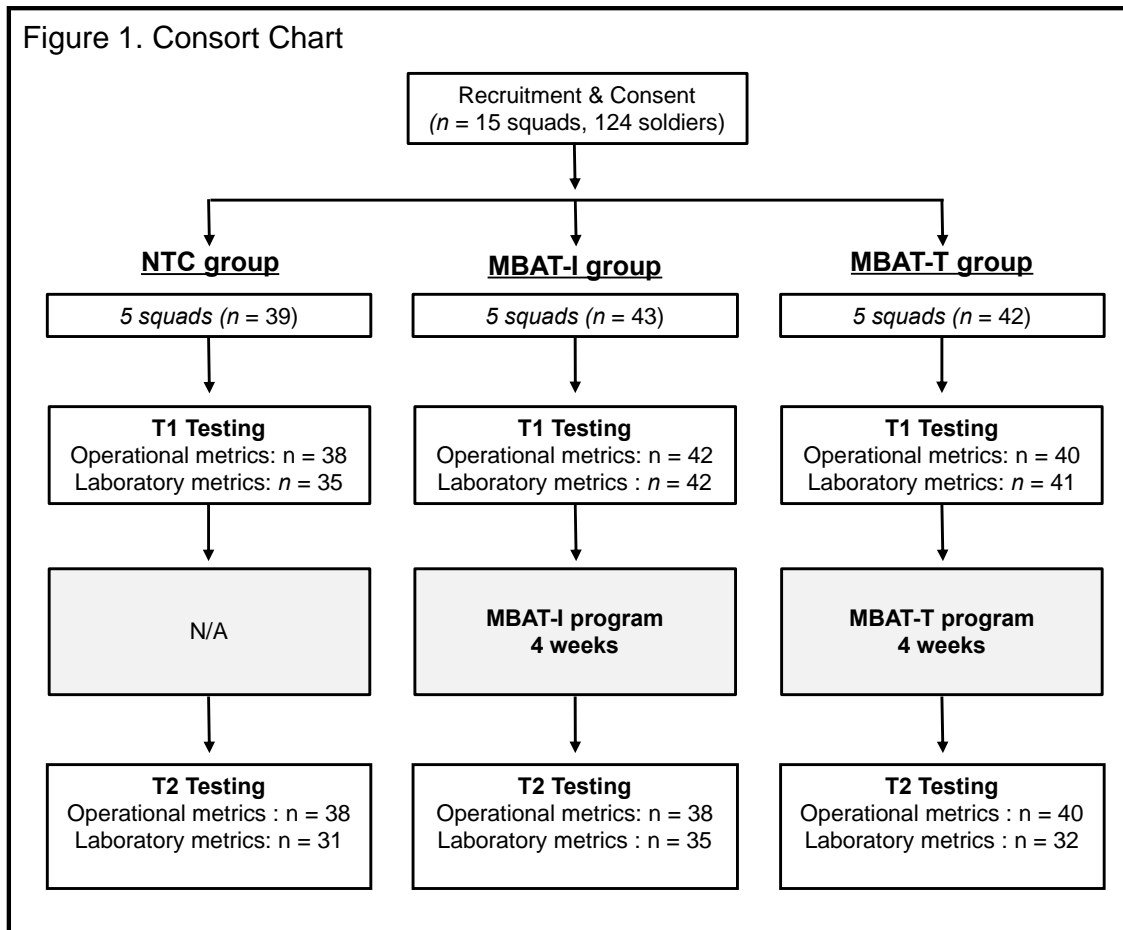 Figure 1. Consort Chart
Recruitment & Consent
(n = 15 squads, 124 soldiers)
NTC group
MBAT-I group
MBAT-T group
5 squads (n = 39)
5 squads (n = 43)
5 squads (n = 42)
T1 Testing
Operational metrics: n = 38
Laboratory metrics: n = 35
T1 Testing
Operational metrics: n = 42
Laboratory metrics : n = 42
T1 Testing
Operational metrics: n = 40
Laboratory metrics: n = 41
N/A
MBAT-I program
4 weeks
MBAT-T program
4 weeks
T2 Testing
Operational metrics : n = 38
Laboratory metrics: n = 31
T2 Testing
Operational metrics: n = 38
Laboratory metrics : n = 35
T2 Testing
Operational metrics : n = 40
Laboratory metrics : n = 32